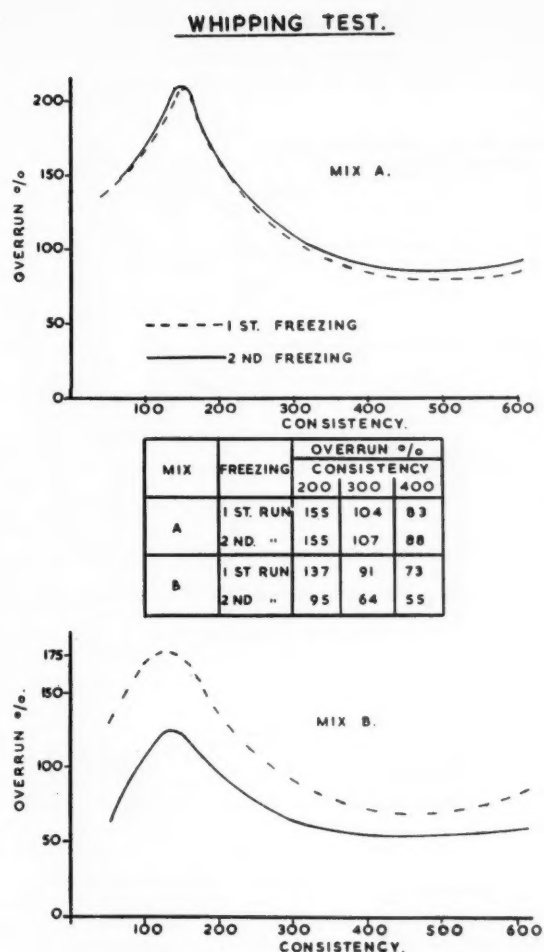 WHIPPING TEST.
200
150
100
50
0
OVERRUN %
MIX A.
1 ST. FREEZING
2 ND FREEZING
100 200 300 400 500 600
CONSISTENCY.
MIX FREEZING OVERRUN %
CONSISTENCY
200 300 400
A 1 ST. RUN 155 104 83
2 ND. " 155 107 88
B 1 ST RUN 137 91 73
2 ND " 95 64 55
175
150
100
50
0
OVERRUN %.
MIX B.
100 200 300 400 500 600
CONSISTENCY.